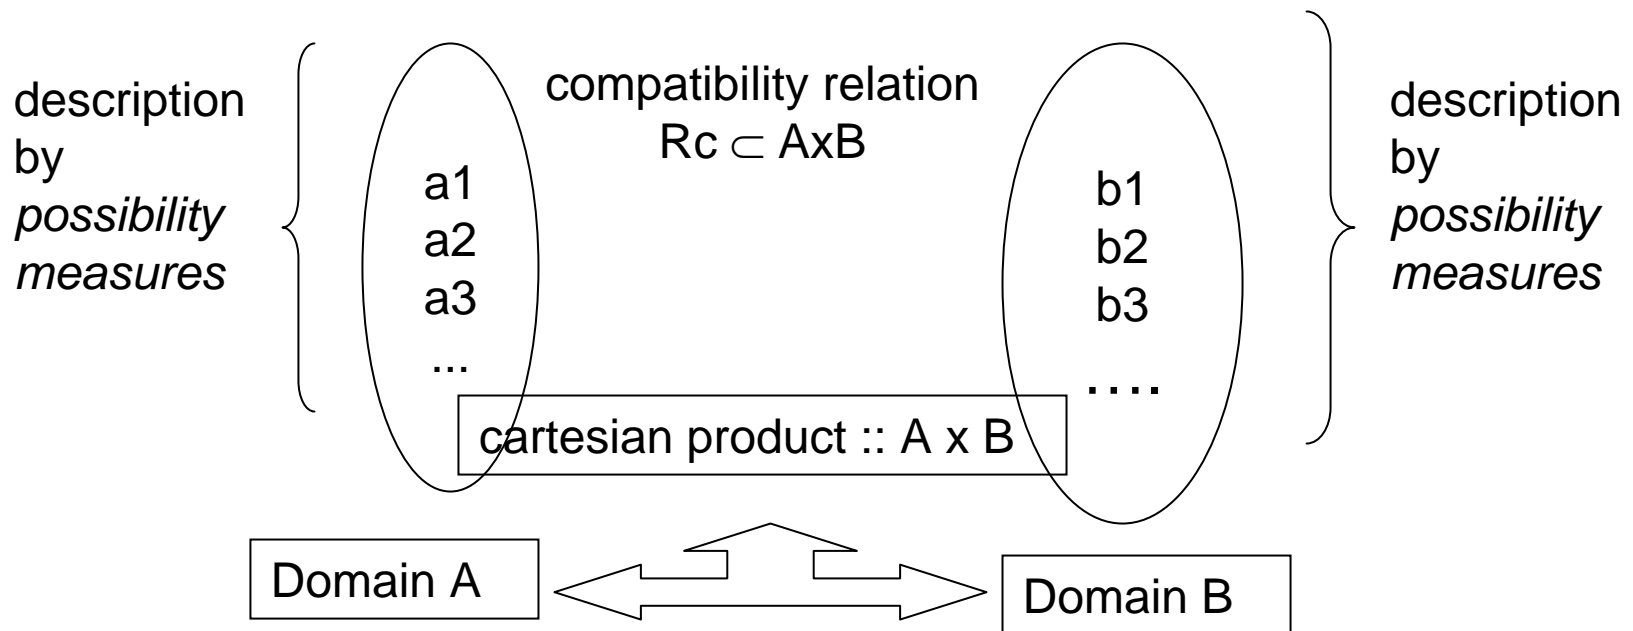 description
by
possibility
measures
compatibility relation
Rc ⊂ AxB
a1
a2
a3
...
b1
b2
b3
....
description
by
possibility
measures
cartesian product :: A x B
Domain A
Domain B